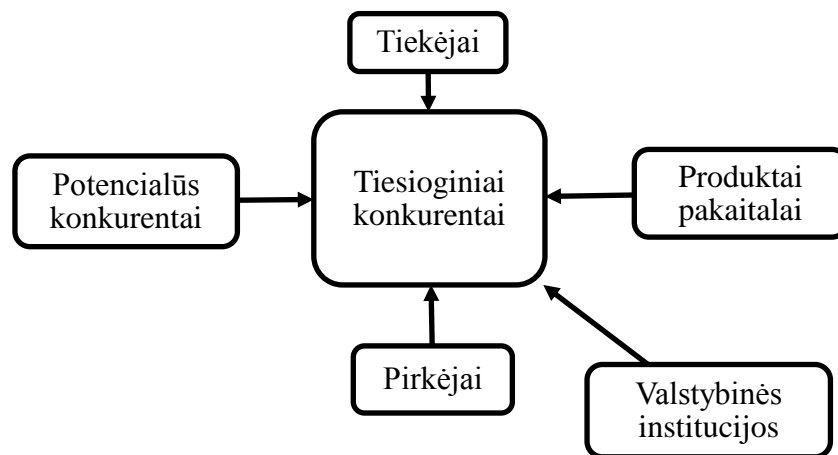 Tiekėjai
Potencialūs
konkurentai
Tiesioginiai
konkurentai
Produktai
pakaitalai
Pirkėjai
Valstybinės
institucijos